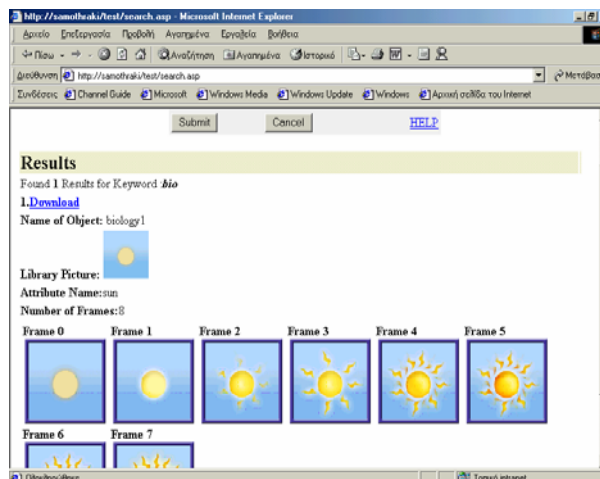 http://samothraki/test/search.asp - Microsoft Internet Explorer
Αρχείο Επεξεργασία Προβολή Αγαπημένα Εργαλεία Βοήθεια
Πίσω Αναζήτηση Αγαπημένα Ιστορικό
Διεύθυνση http://samothraki/test/search.asp Μετάβαση
Συνδέσεις Channel Guide Microsoft Windows Media Windows Update Windows Αρχική σελίδα του Internet
Submit Cancel HELP
Results
Found 1 Results for Keyword :bio
1.Download
Name of Object: biology1
Library Picture:
Attribute Name:sun
Number of Frames:8
Frame 0 Frame 1 Frame 2 Frame 3 Frame 4 Frame 5
Frame 6 Frame 7
Ολοκληρώθηκε Τοπικό intranet